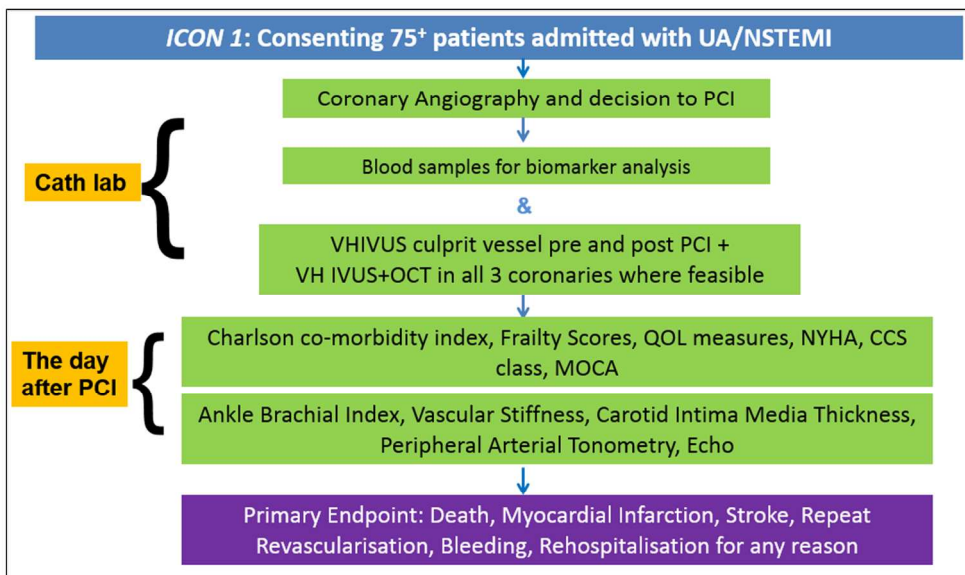 ICON 1: Consenting 75+ patients admitted with UA/NSTEMI
Coronary Angiography and decision to PCI
Cath lab
Blood samples for biomarker analysis
&
VHIVUS culprit vessel pre and post PCI +
VH IVUS+OCT in all 3 coronaries where feasible
The day
after PCI
Charlson co-morbidity index, Frailty Scores, QOL measures, NYHA, CCS
class, MOCA
Ankle Brachial Index, Vascular Stiffness, Carotid Intima Media Thickness,
Peripheral Arterial Tonometry, Echo
Primary Endpoint: Death, Myocardial Infarction, Stroke, Repeat
Revascularisation, Bleeding, Rehospitalisation for any reason